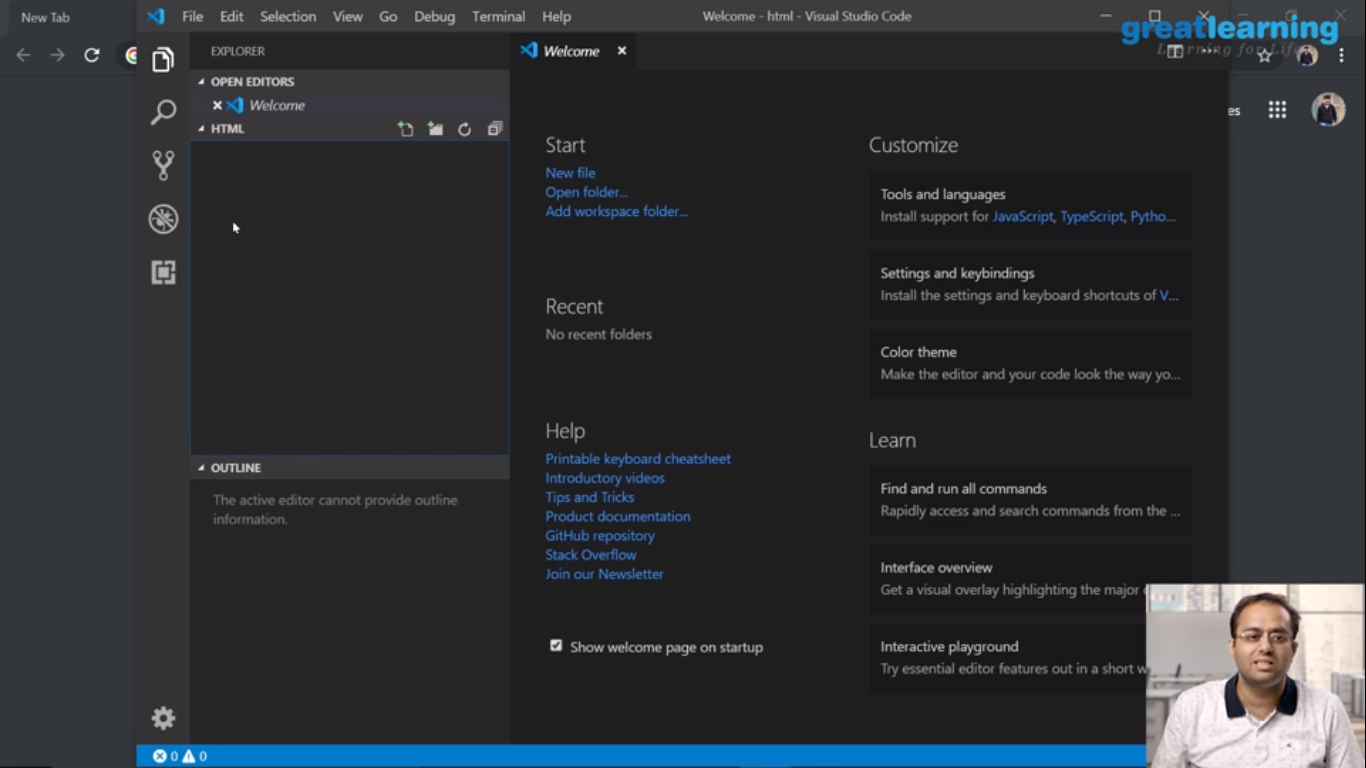 New Tab
File Edit Selection View Go Debug Terminal Help
Welcome - html - Visual Studio Code
greatlearning
Learning for Life
EXPLORER
OPEN EDITORS
Welcome
HTML
OUTLINE
The active editor cannot provide outline
information.
Welcome
Start
New file
Open folder...
Add workspace folder...
Recent
No recent folders
Help
Printable keyboard cheatsheet
Introductory videos
Tips and Tricks
Product documentation
GitHub repository
Stack Overflow
Join our Newsletter
Show welcome page on startup
Customize
Tools and languages
Install support for JavaScript, TypeScript, Pytho...
Settings and keybindings
Install the settings and keyboard shortcuts of V...
Color theme
Make the editor and your code look the way yo...
Learn
Find and run all commands
Rapidly access and search commands from the ...
Interface overview
Get a visual overlay highlighting the major
Interactive playground
Try essential editor features out in a short w
es
0 0